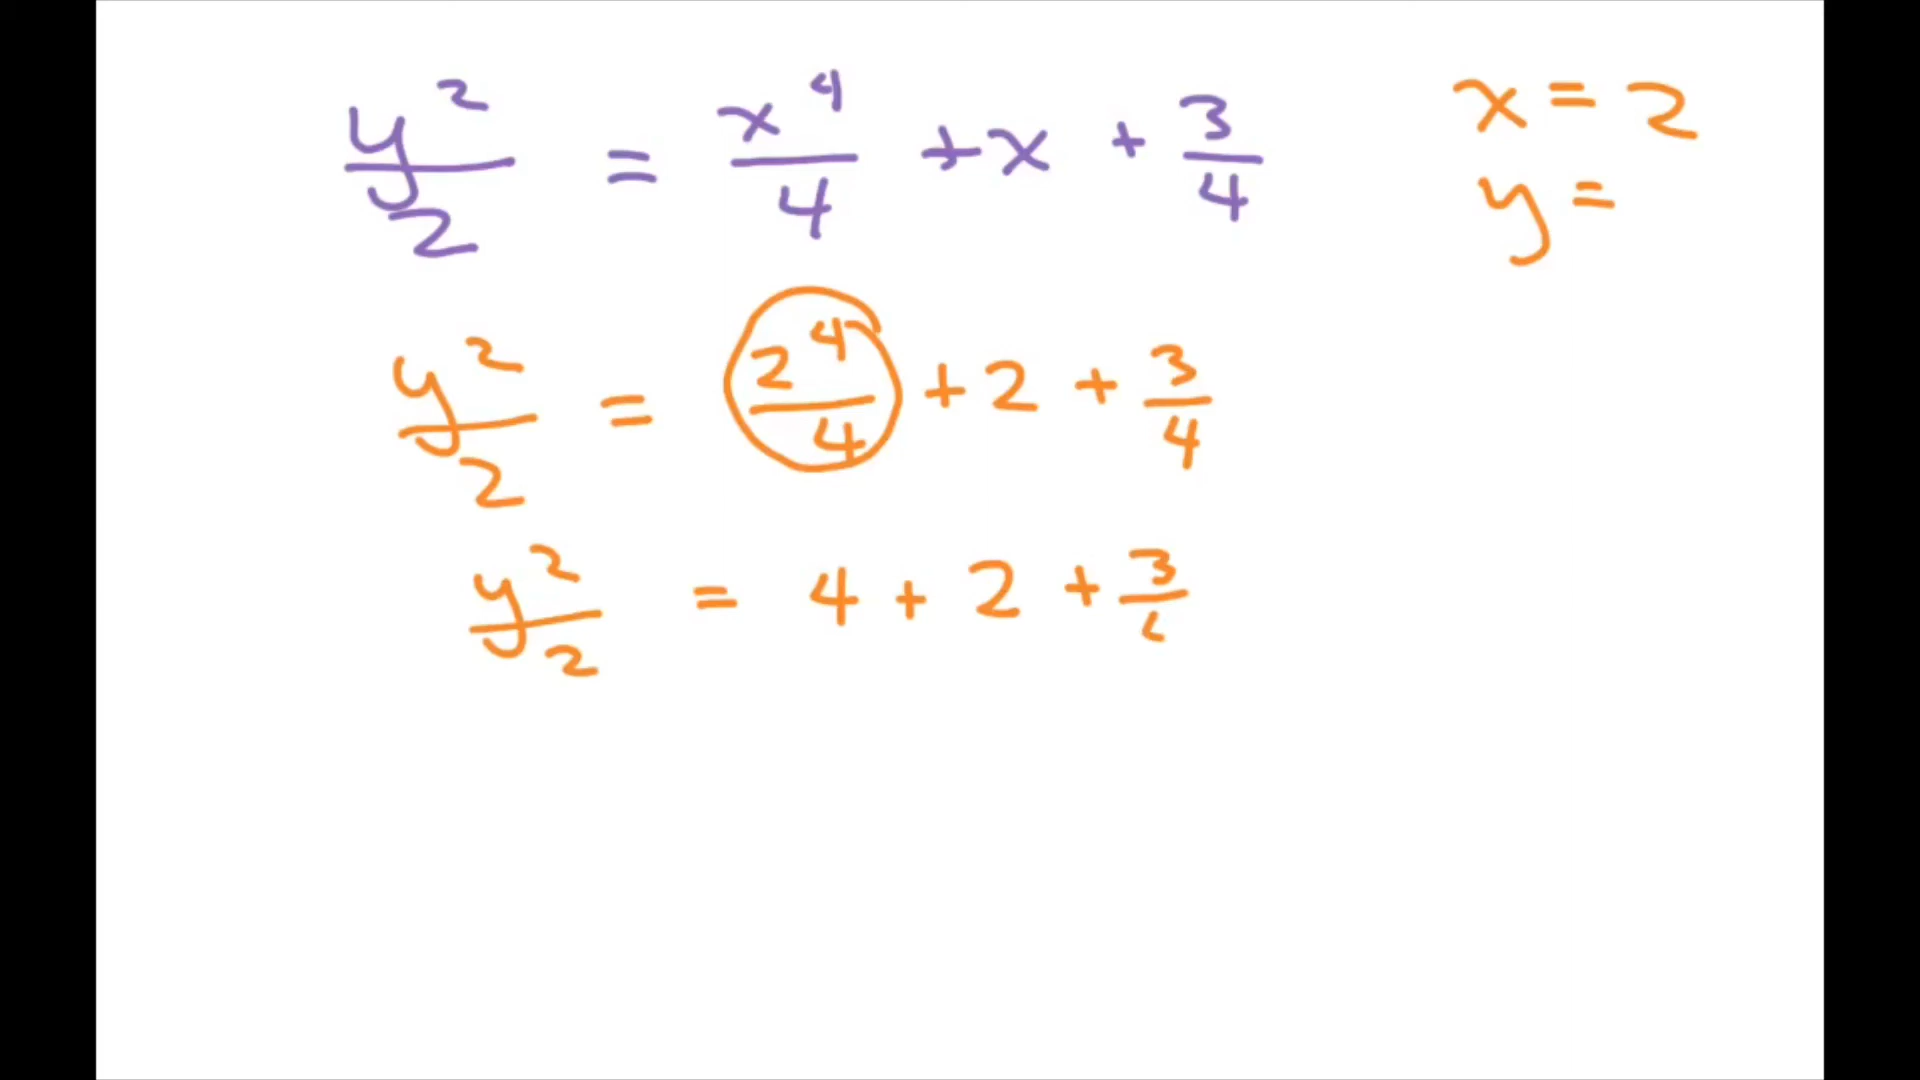 y²/2 = x⁴/4 + x + 3/4
x = 2
y =
y²/2 = 2⁴/4 + 2 + 3/4
y²/2 = 4 + 2 + 3/